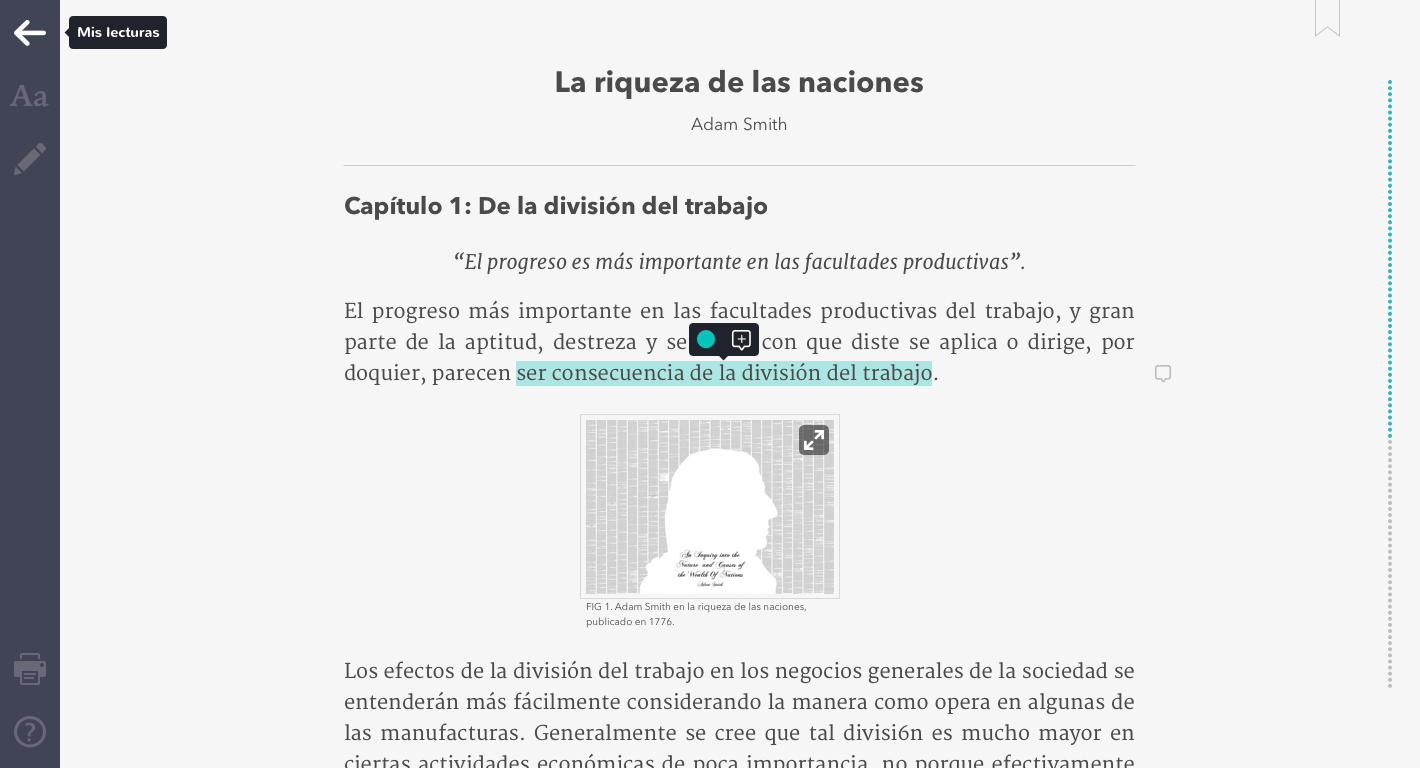 Mis lecturas
Aa
La riqueza de las naciones
Adam Smith
Capítulo 1: De la división del trabajo
“El progreso es más importante en las facultades productivas”.
El progreso más importante en las facultades productivas del trabajo, y gran
parte de la aptitud, destreza y se con que diste se aplica o dirige, por
doquier, parecen ser consecuencia de la división del trabajo.
An Inquiry into the
Nature and Causes of
the Wealth Of Nations
Adam Smith
FIG 1. Adam Smith en la riqueza de las naciones,
publicado en 1776.
Los efectos de la división del trabajo en los negocios generales de la sociedad se
entenderán más fácilmente considerando la manera como opera en algunas de
las manufacturas. Generalmente se cree que tal divisi6n es mucho mayor en
ciertas actividades económicas de poca importancia, no porque efectivamente
?